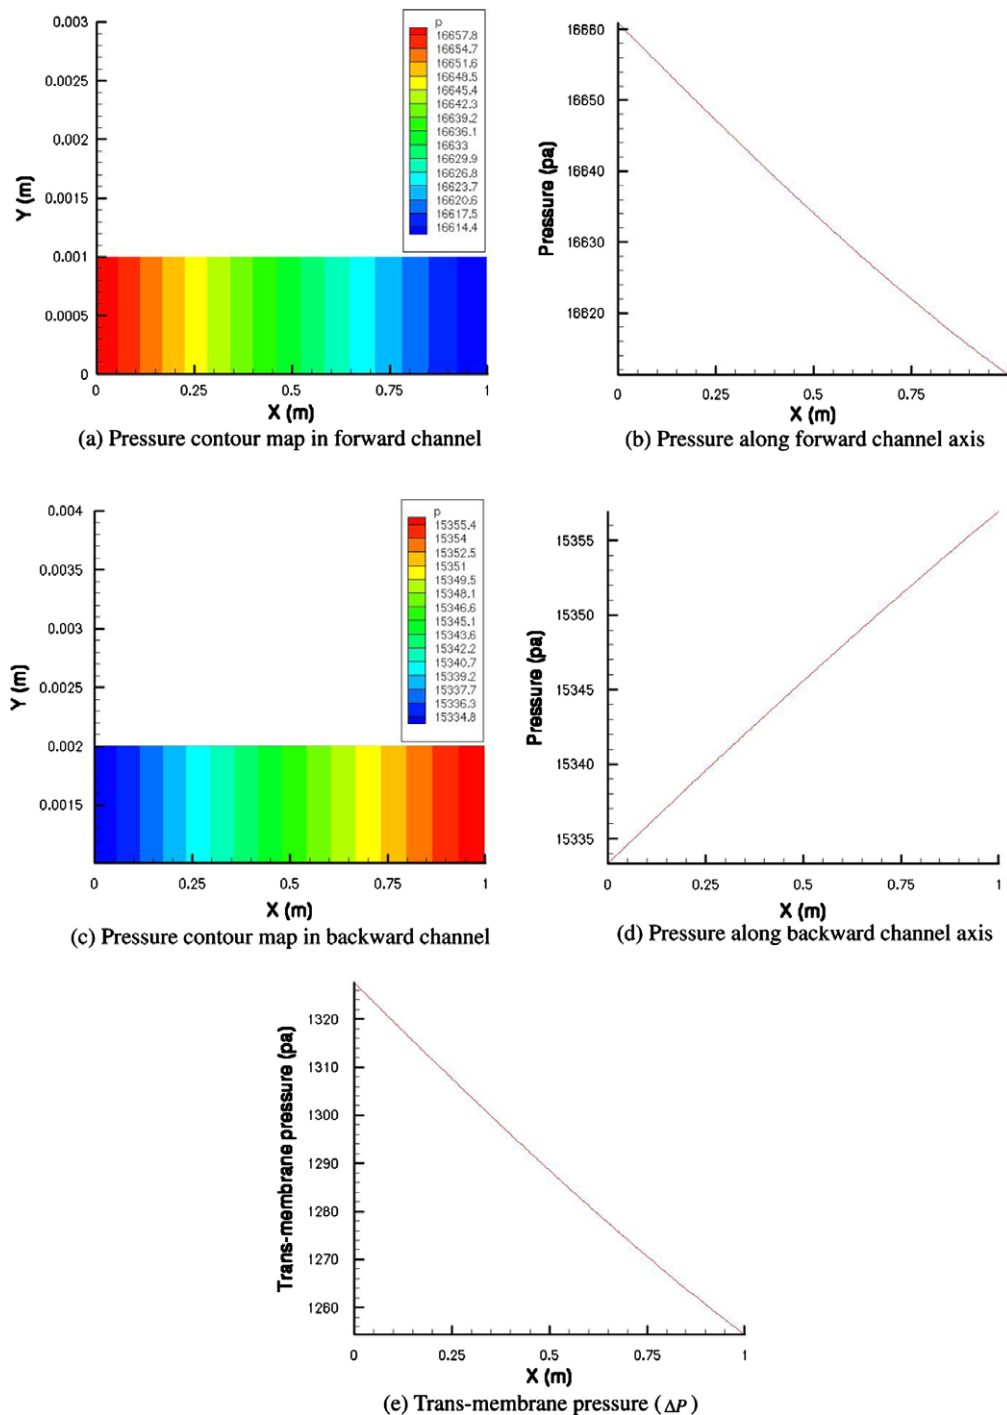 p
16657.8
16654.7
16651.6
16648.5
16645.4
16642.3
16639.2
16636.1
16633
16629.9
16626.8
16623.7
16620.6
16617.5
16614.4
0.003
0.0025
0.002
0.0015
0.001
0.0005
0
Y (m)
0 0.25 0.5 0.75 1
X (m)
(a) Pressure contour map in forward channel
16660
16650
16640
16630
16620
Pressure (pa)
0 0.25 0.5 0.75
X (m)
(b) Pressure along forward channel axis
p
15355.4
15354
15352.5
15351
15349.5
15348.1
15346.6
15345.1
15343.6
15342.2
15340.7
15339.2
15337.7
15336.3
15334.8
0.004
0.0035
0.003
0.0025
0.002
0.0015
Y (m)
0 0.25 0.5 0.75 1
X (m)
(c) Pressure contour map in backward channel
15355
15350
15345
15340
15335
Pressure (pa)
0 0.25 0.5 0.75 1
X (m)
(d) Pressure along backward channel axis
1320
1310
1300
1290
1280
1270
1260
Trans-membrane pressure (pa)
0 0.25 0.5 0.75 1
X (m)
(e) Trans-membrane pressure (ΔP)